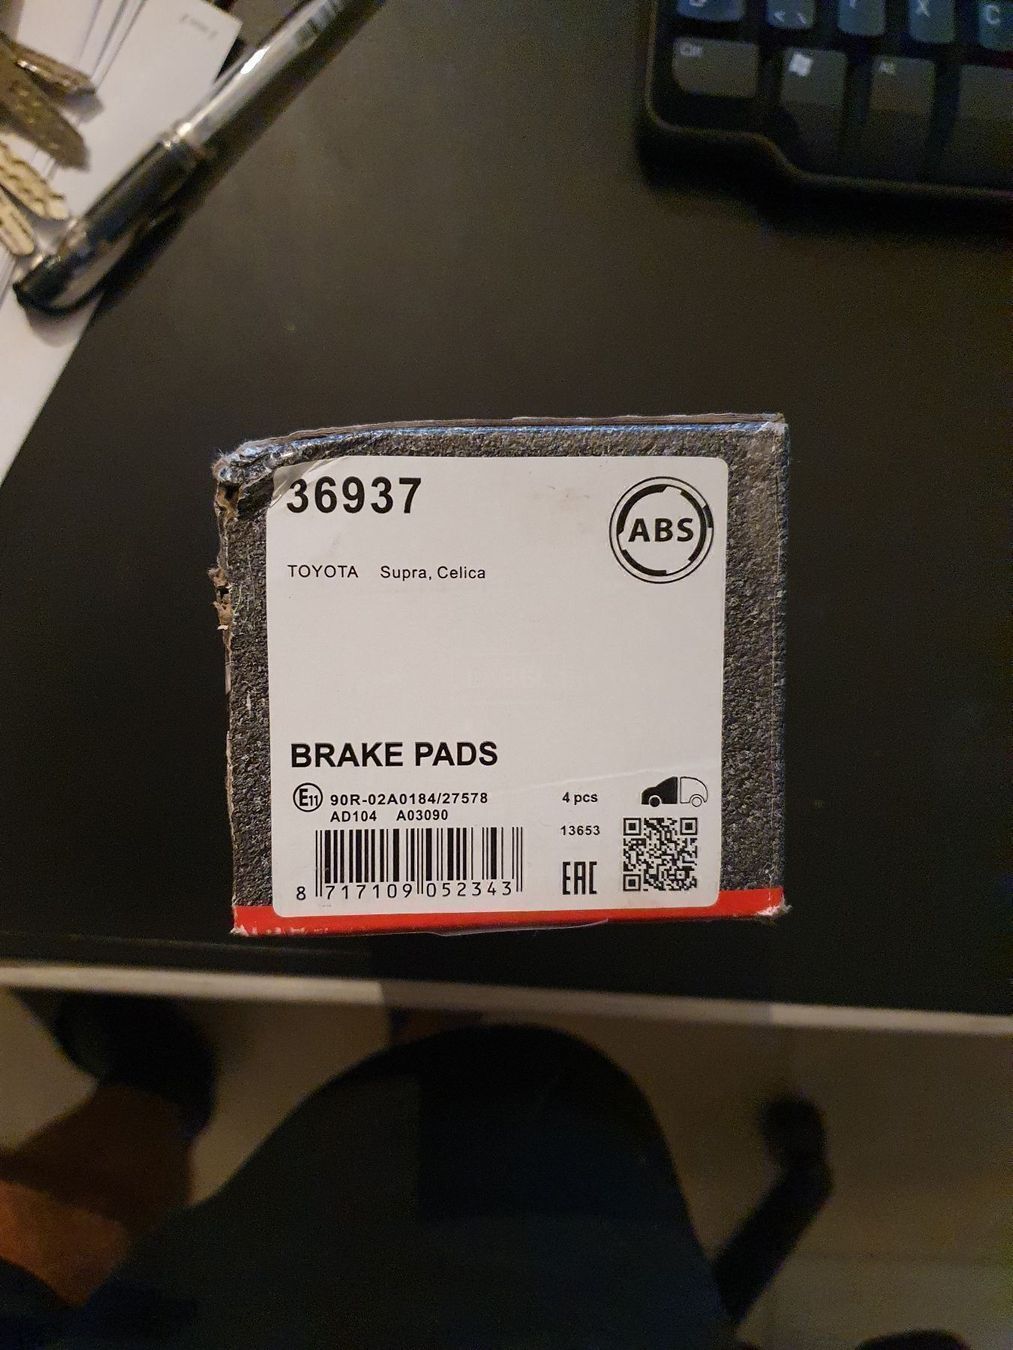 36937
ABS
TOYOTA Supra, Celica
BRAKE PADS
E11 90R-02A0184/27578
AD104 A03090
4 pcs
13653
EAC
8 717109 052343
X
C